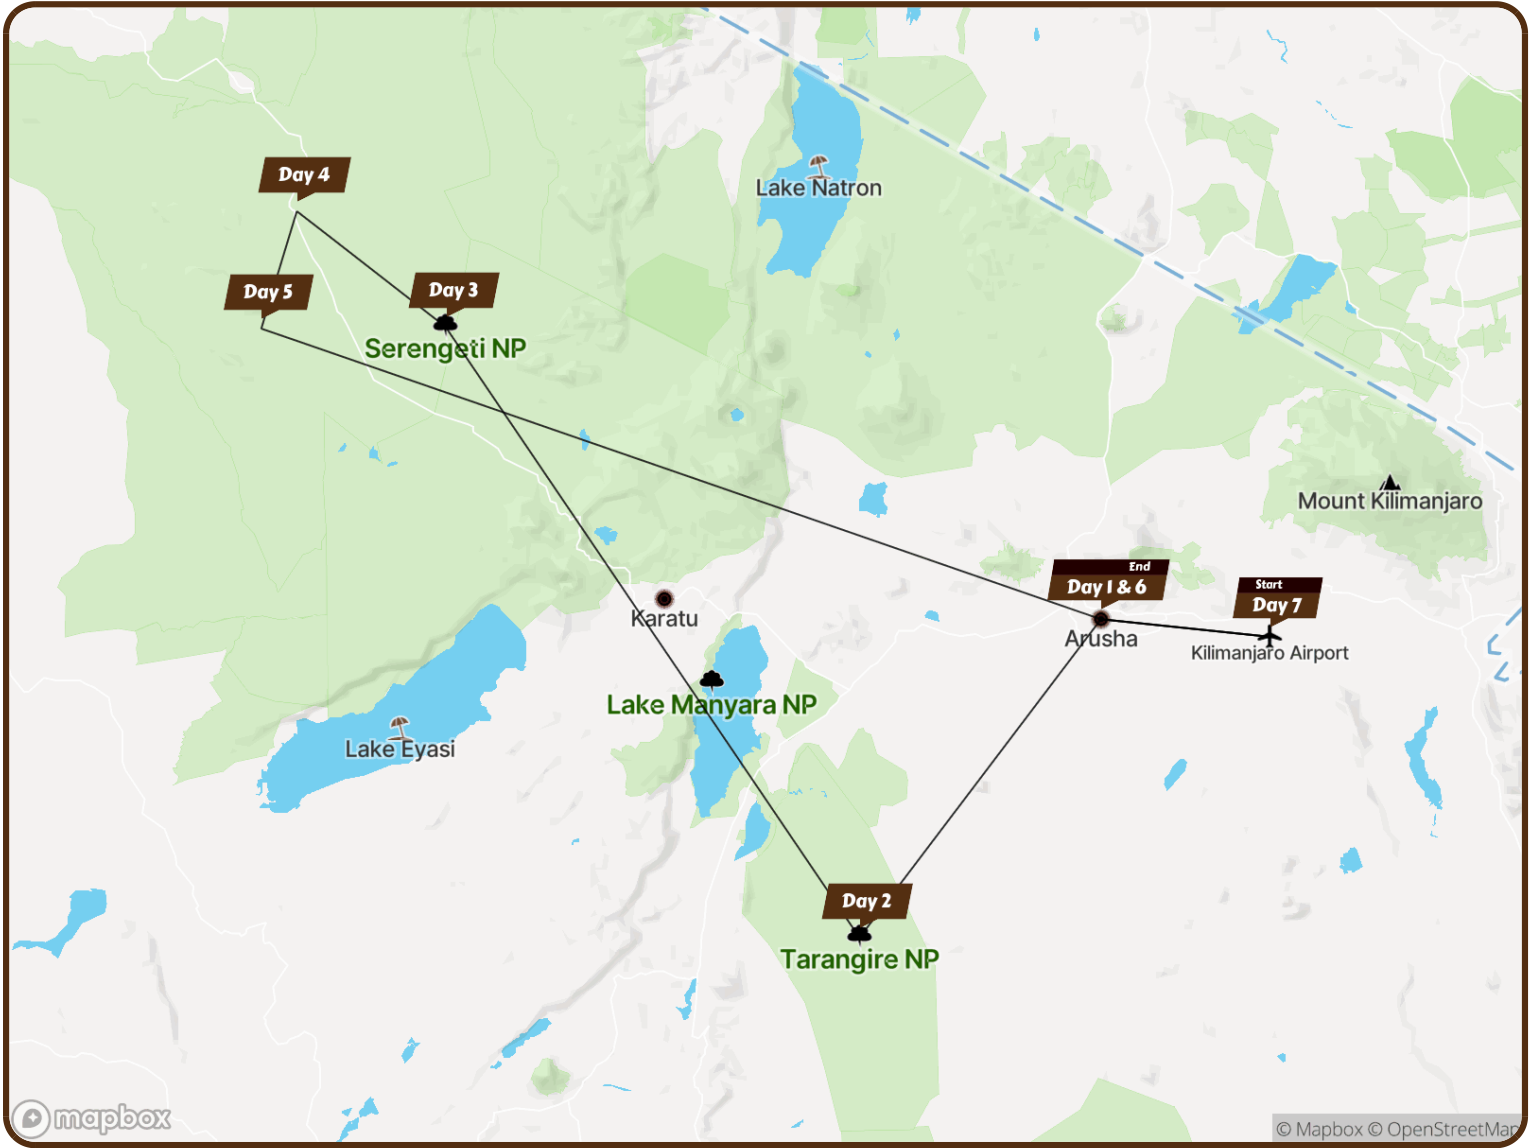 Lake Natron
Day 4
Day 5
Day 3
Serengeti NP
Mount Kilimanjaro
End
Day 1 & 6
Arusha
Start
Day 7
Kilimanjaro Airport
Karatu
Lake Manyara NP
Lake Eyasi
Day 2
Tarangire NP
mapbox
© Mapbox © OpenStreetMap